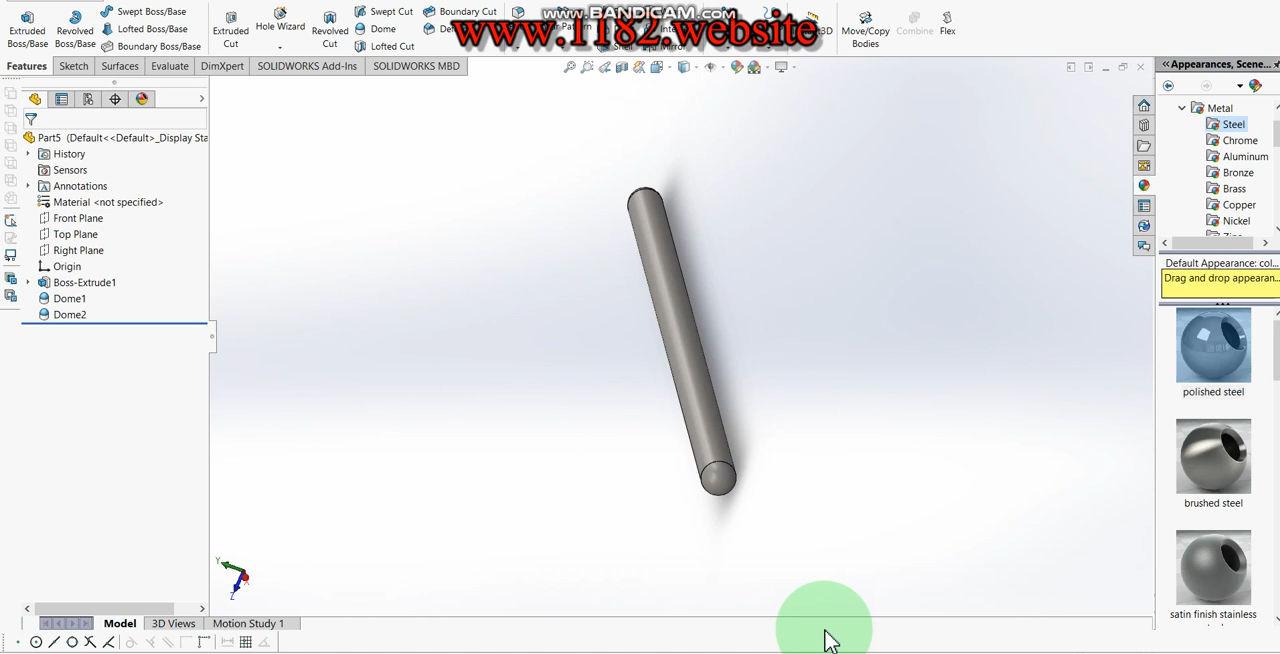 www.BANDICAM.com
www.1182.website
Extruded Boss/Base
Revolved Boss/Base
Swept Boss/Base
Lofted Boss/Base
Boundary Boss/Base
Extruded Cut
Hole Wizard
Revolved Cut
Swept Cut
Dome
Lofted Cut
Boundary Cut
Shell
Mirror
Move/Copy Bodies
Combine
Flex
Features
Sketch
Surfaces
Evaluate
DimXpert
SOLIDWORKS Add-Ins
SOLIDWORKS MBD
Part5 (Default<<Default>_Display Sta
History
Sensors
Annotations
Material <not specified>
Front Plane
Top Plane
Right Plane
Origin
Boss-Extrude1
Dome1
Dome2
Y
Z
Appearances, Scene...
Metal
Steel
Chrome
Aluminum
Bronze
Brass
Copper
Nickel
Default Appearance: col...
Drag and drop appearan...
polished steel
brushed steel
satin finish stainless
Model
3D Views
Motion Study 1